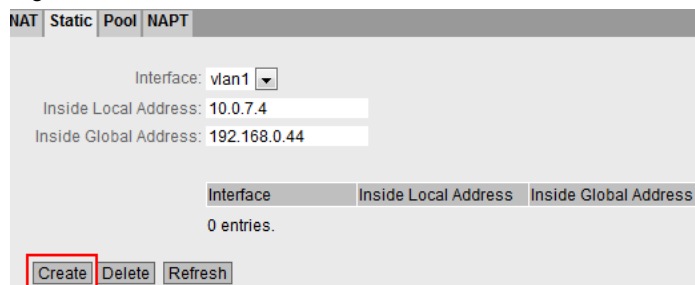 NAT Static Pool NAPT
Interface: vlan1
Inside Local Address: 10.0.7.4
Inside Global Address: 192.168.0.44
Interface Inside Local Address Inside Global Address
0 entries.
Create Delete Refresh